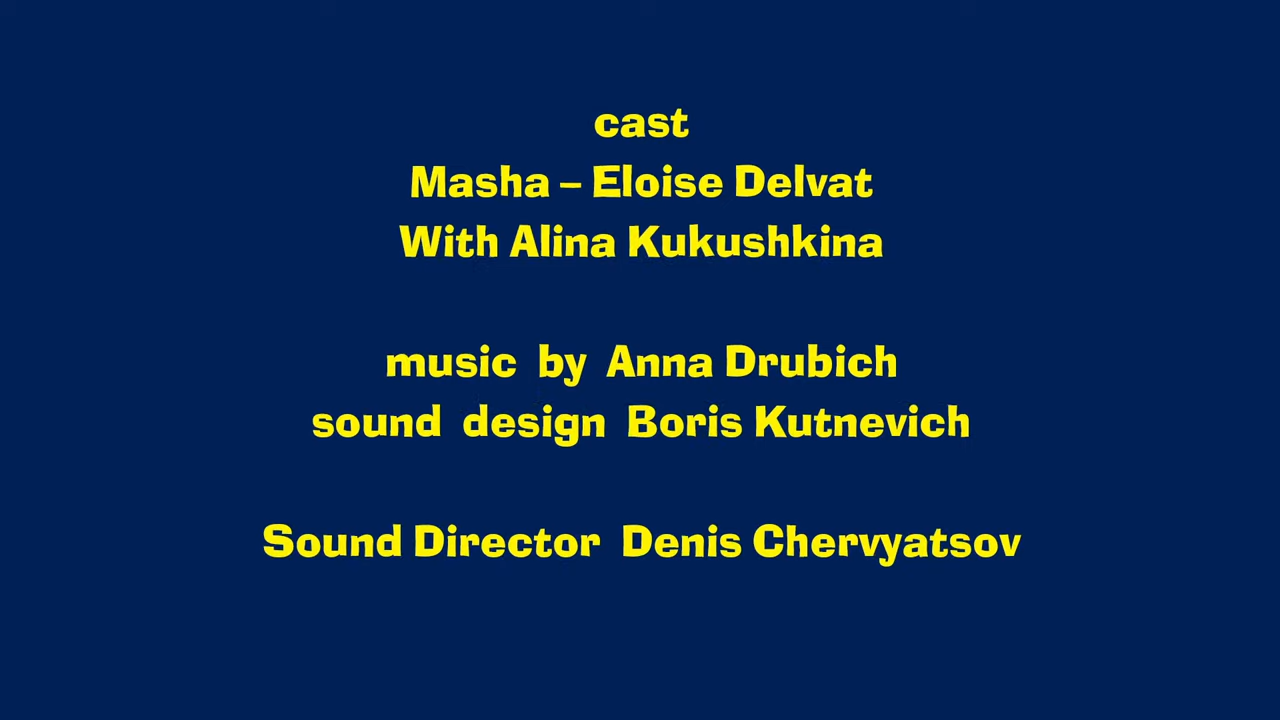 cast
Masha – Eloise Delvat
With Alina Kukushkina
music by Anna Drubich
sound design Boris Kutnevich
Sound Director Denis Chervyatsov